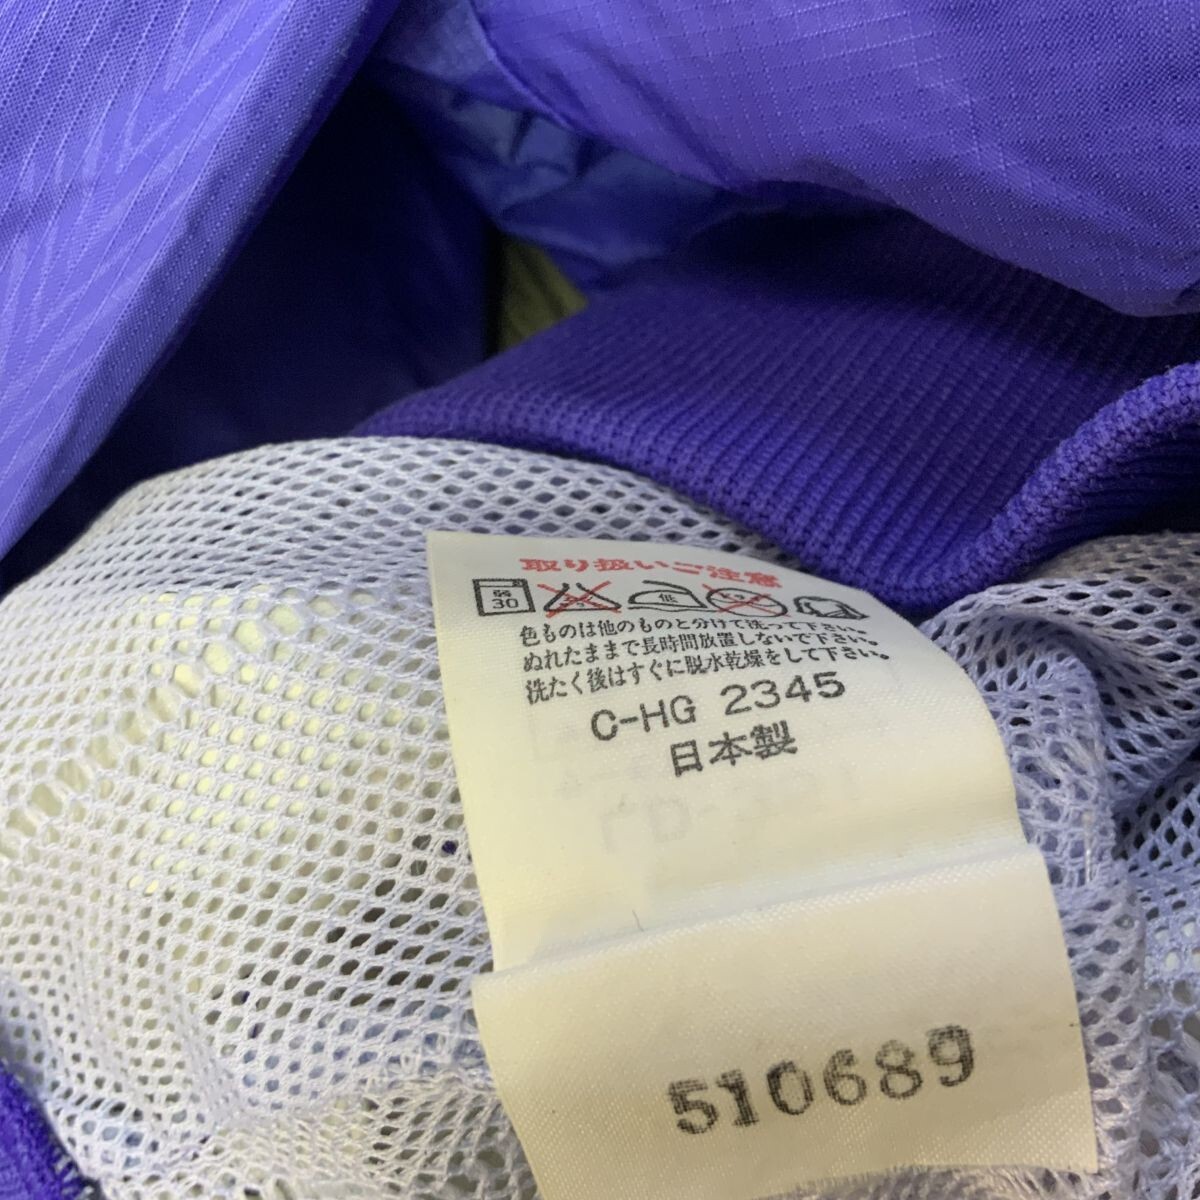 取り扱いご注意
弱
30
低
色ものは他のものと分けて洗って下さい。
ぬれたままで長時間放置しないで下さい。
洗たく後はすぐに脱水乾燥をして下さい。
C-HG 2345
日本製
510689